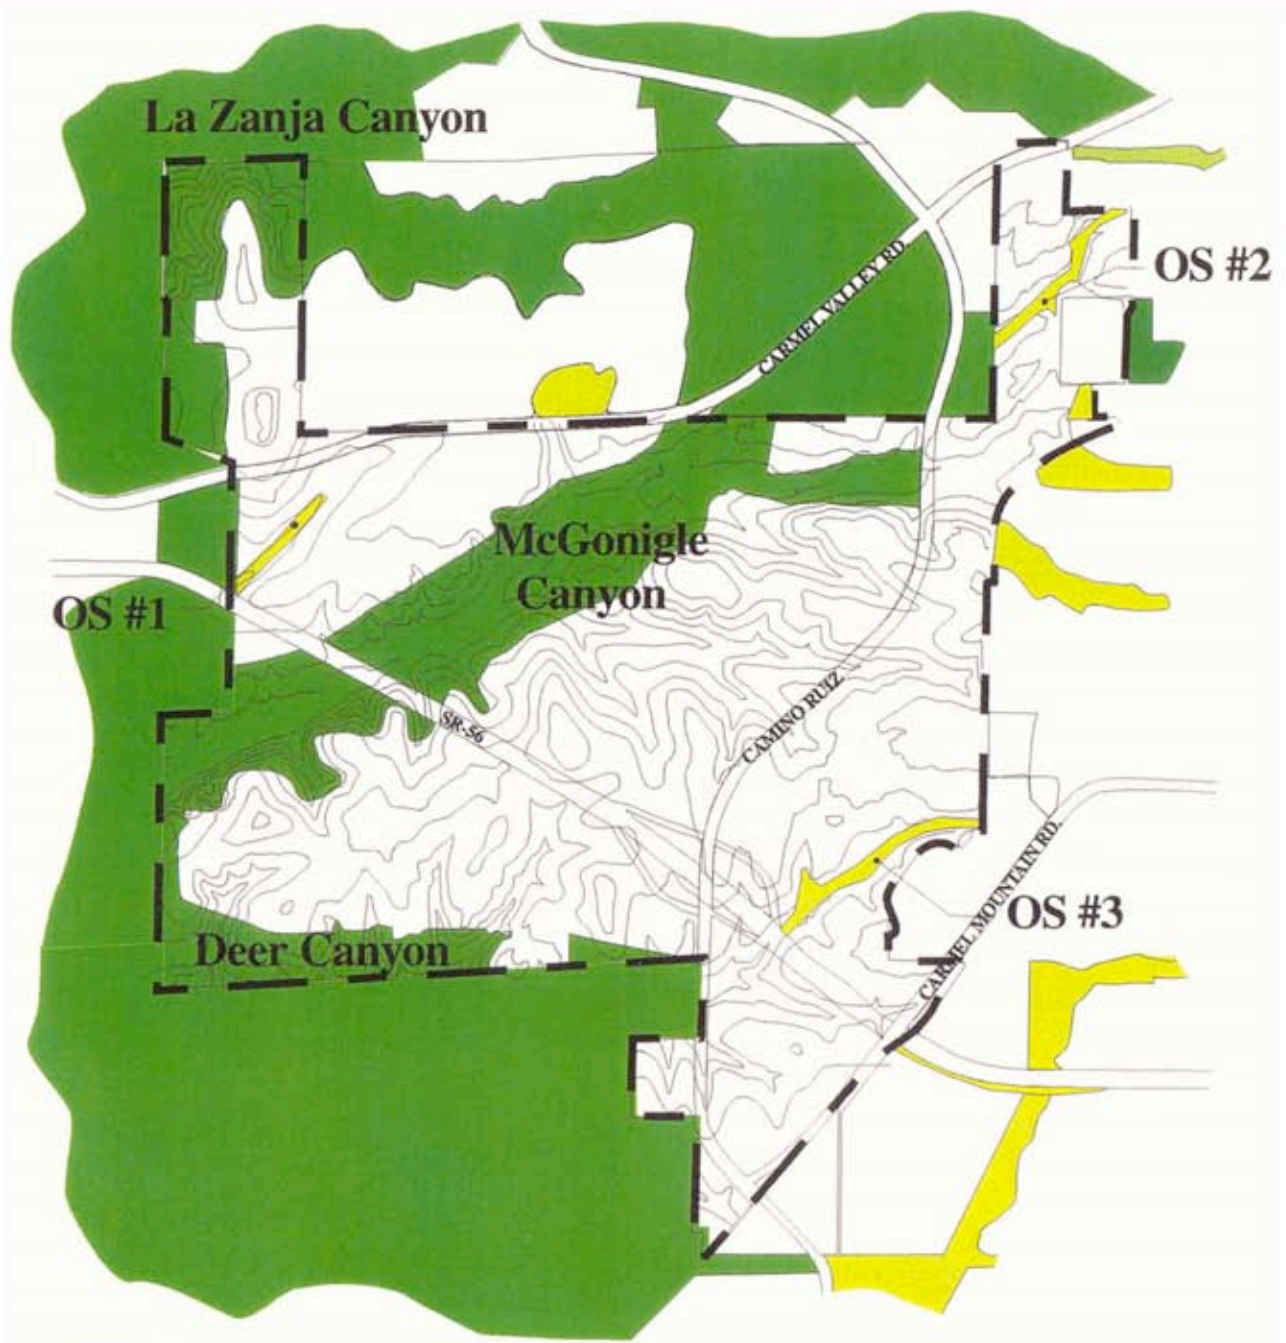 La Zanja Canyon
OS #2
CARMEL VALLEY RD
McGonigle
Canyon
OS #1
CAMINO RUIZ
SR-56
CARMEL MOUNTAIN RD.
OS #3
Deer Canyon